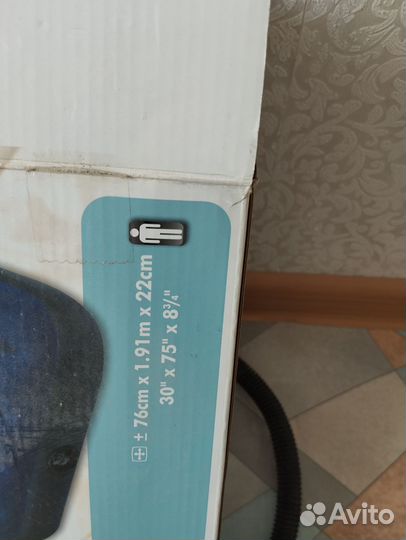 ± 76cm x 1.91m x 22cm
30" x 75" x 8¾"
Avito